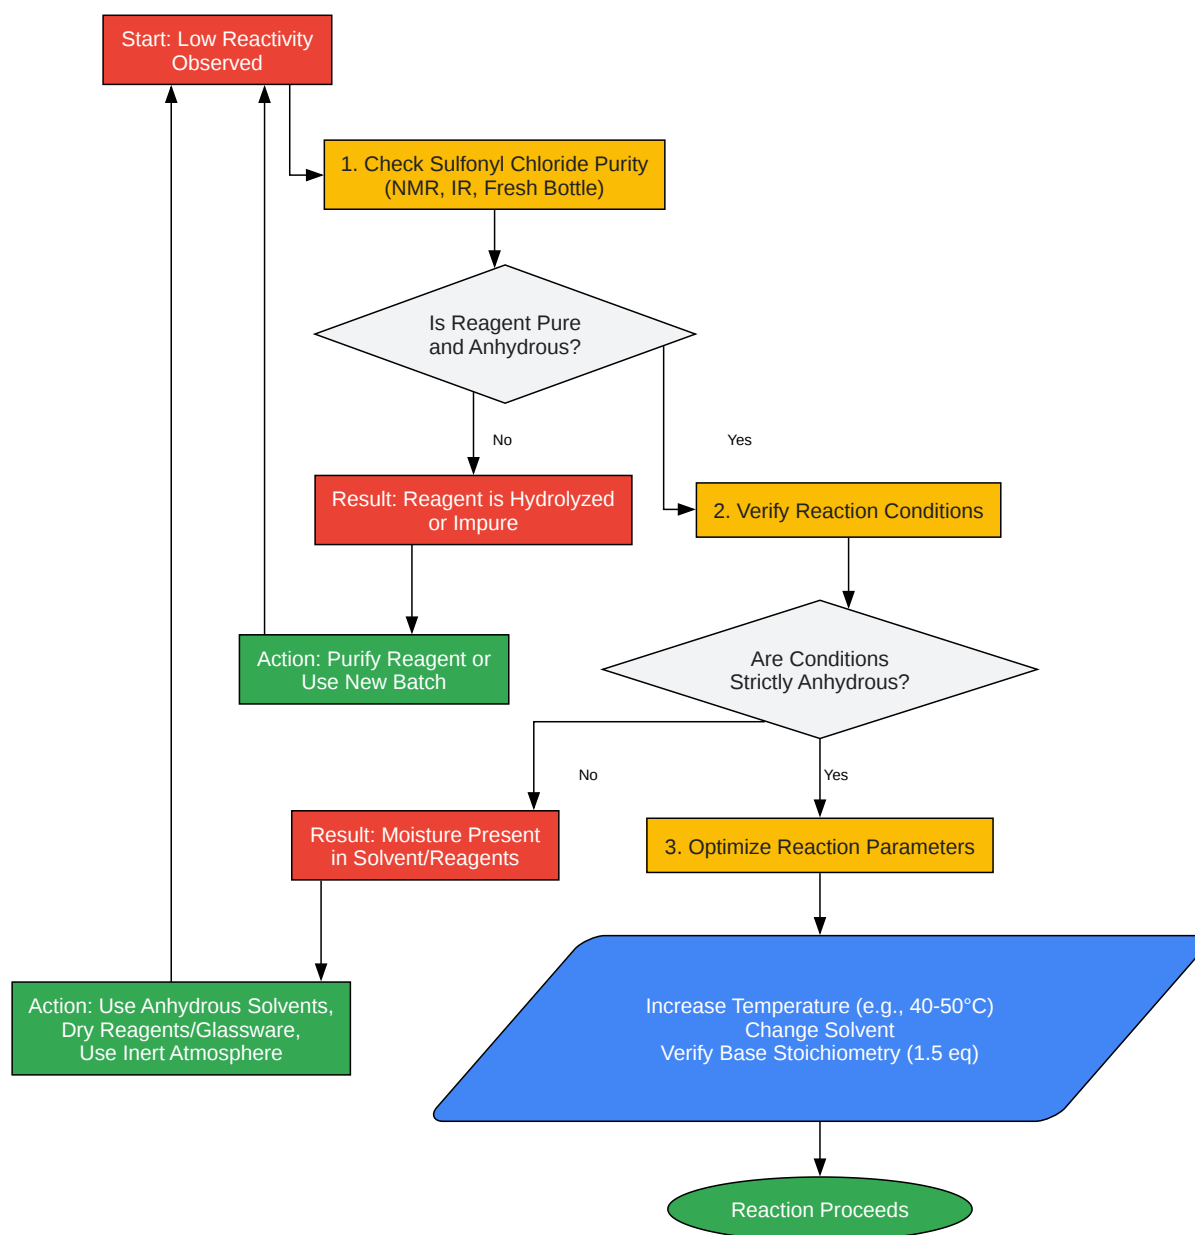 Start: Low Reactivity
Observed
1. Check Sulfonyl Chloride Purity
(NMR, IR, Fresh Bottle)
Is Reagent Pure
and Anhydrous?
No
Yes
Result: Reagent is Hydrolyzed
or Impure
2. Verify Reaction Conditions
Action: Purify Reagent or
Use New Batch
Are Conditions
Strictly Anhydrous?
No
Yes
Result: Moisture Present
in Solvent/Reagents
3. Optimize Reaction Parameters
Action: Use Anhydrous Solvents,
Dry Reagents/Glassware,
Use Inert Atmosphere
Increase Temperature (e.g., 40-50°C)
Change Solvent
Verify Base Stoichiometry (1.5 eq)
Reaction Proceeds